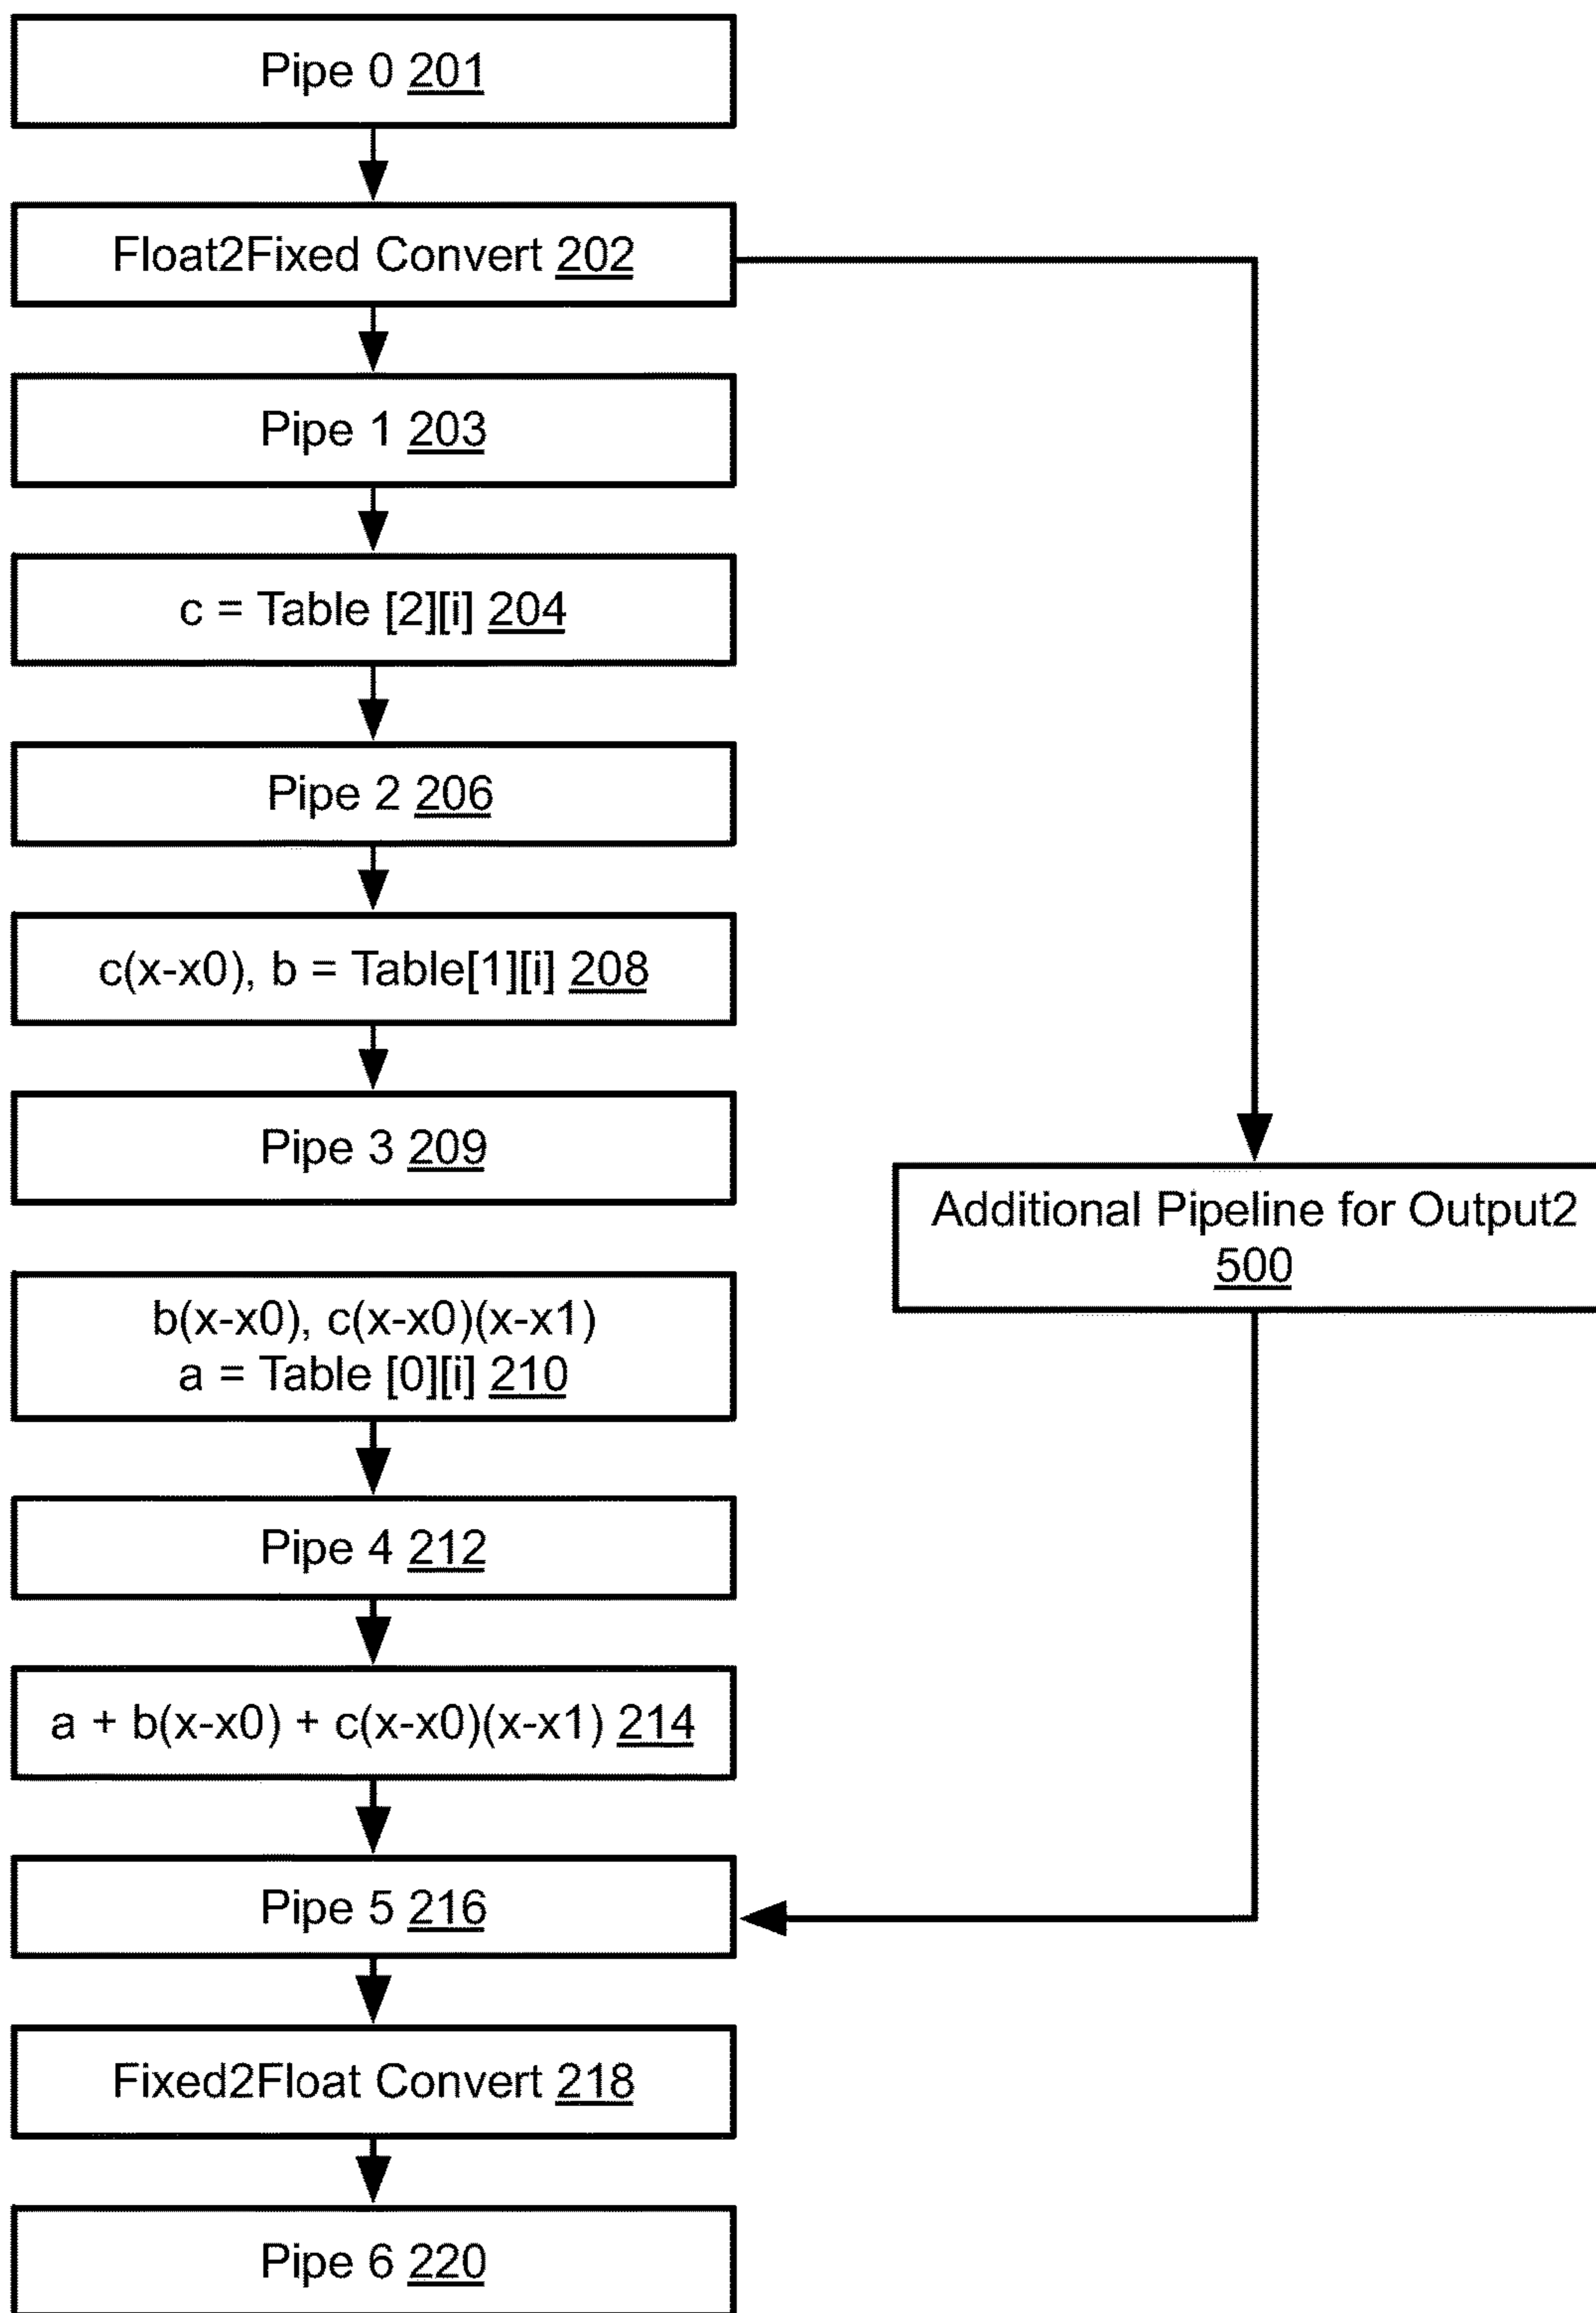 Pipe 0 201
Float2Fixed Convert 202
Pipe 1 203
c = Table [2][i] 204
Pipe 2 206
c(x-x0), b = Table[1][i] 208
Pipe 3 209
Additional Pipeline for Output2
500
b(x-x0), c(x-x0)(x-x1)
a = Table [0][i] 210
Pipe 4 212
a + b(x-x0) + c(x-x0)(x-x1) 214
Pipe 5 216
Fixed2Float Convert 218
Pipe 6 220